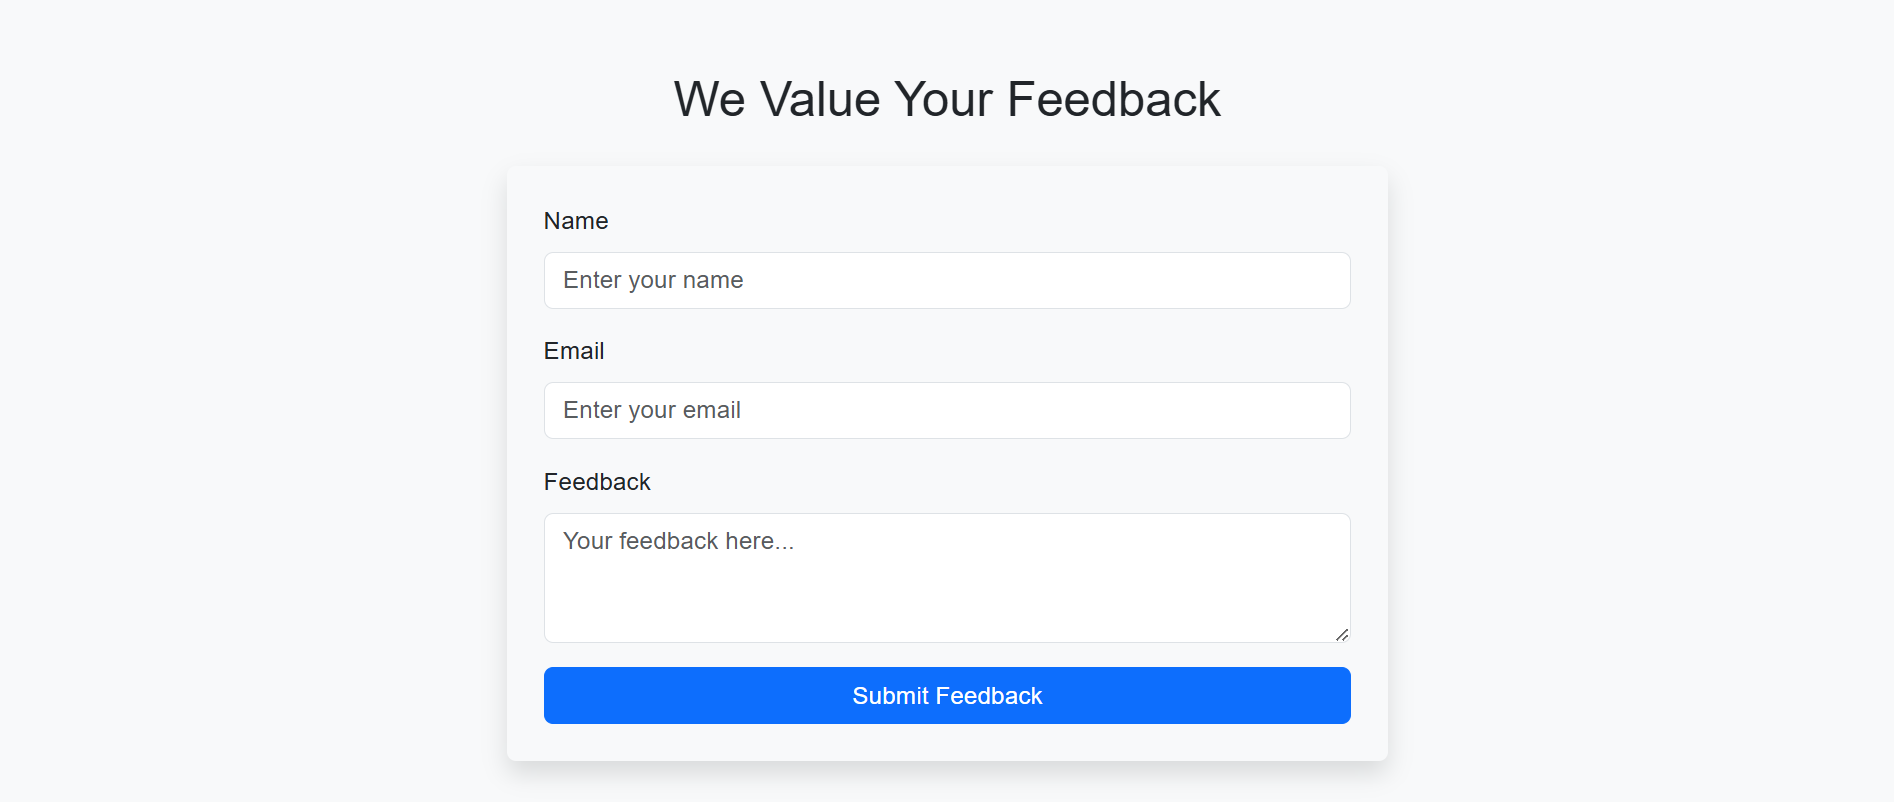 We Value Your Feedback
Name
Enter your name
Email
Enter your email
Feedback
Your feedback here...
Submit Feedback